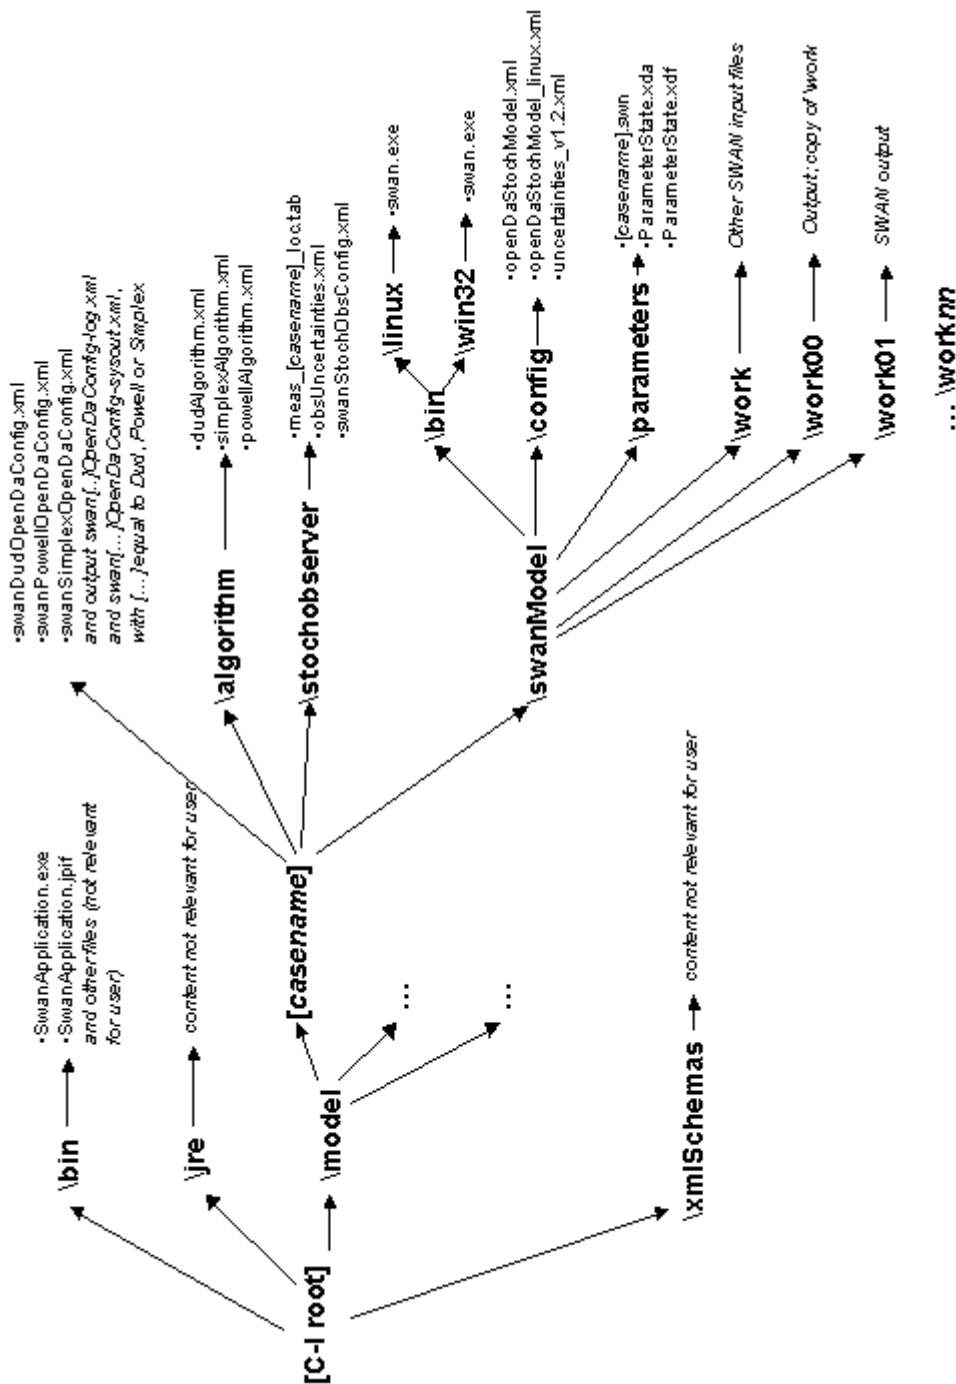 [C-I root]
\bin
•SwanApplication.exe
•SwanApplication.jpif
and other files (not relevant
for user)
\jre
content not relevant for user
\model
[casename]
...
...
\xmlSchemas
content not relevant for user
•swanDudOpenDaConfig.xml
•swanPowellOpenDaConfig.xml
•swanSimplexOpenDaConfig.xml
and output swan[..]OpenDaConfig-log.xml
and swan[...]OpenDaConfig-sysout.xml,
with [...] equal to Dud, Powell or Simplex
\algorithm
•dudAlgorithm.xml
•simplexAlgorithm.xml
•powellAlgorithm.xml
\stochobserver
•meas_[casename]_loc.tab
•obsUncertainties.xml
•swanStochObsConfig.xml
\swanModel
\bin
\linux
•swan.exe
\win32
•swan.exe
\config
•openDaStochModel.xml
•openDaStochModel_linux.xml
•uncertainties_v1.2.xml
\parameters
•[casename].swn
•ParameterState.xda
•ParameterState.xdf
\work
Other SWAN input files
\work00
Output; copy of \work
\work01
SWAN output
... \worknn